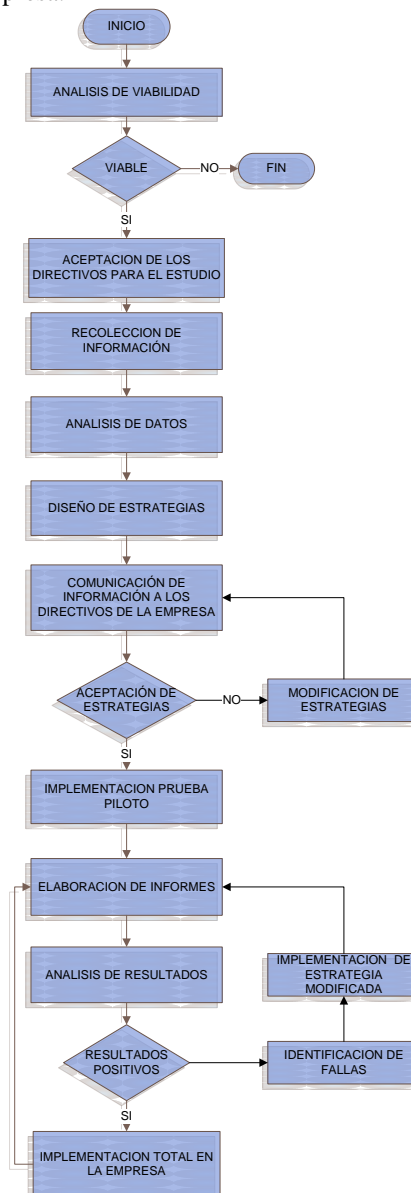 INICIO
ANALISIS DE VIABILIDAD
VIABLE
NO
FIN
SI
ACEPTACION DE LOS
DIRECTIVOS PARA EL ESTUDIO
RECOLECCION DE
INFORMACIÓN
ANALISIS DE DATOS
DISEÑO DE ESTRATEGIAS
COMUNICACIÓN DE
INFORMACIÓN A LOS
DIRECTIVOS DE LA EMPRESA
ACEPTACIÓN DE
ESTRATEGIAS
NO
MODIFICACION DE
ESTRATEGIAS
SI
IMPLEMENTACION PRUEBA
PILOTO
ELABORACION DE INFORMES
ANALISIS DE RESULTADOS
IMPLEMENTACION DE
ESTRATEGIA
MODIFICADA
RESULTADOS
POSITIVOS
IDENTIFICACION DE
FALLAS
SI
IMPLEMENTACION TOTAL EN
LA EMPRESA